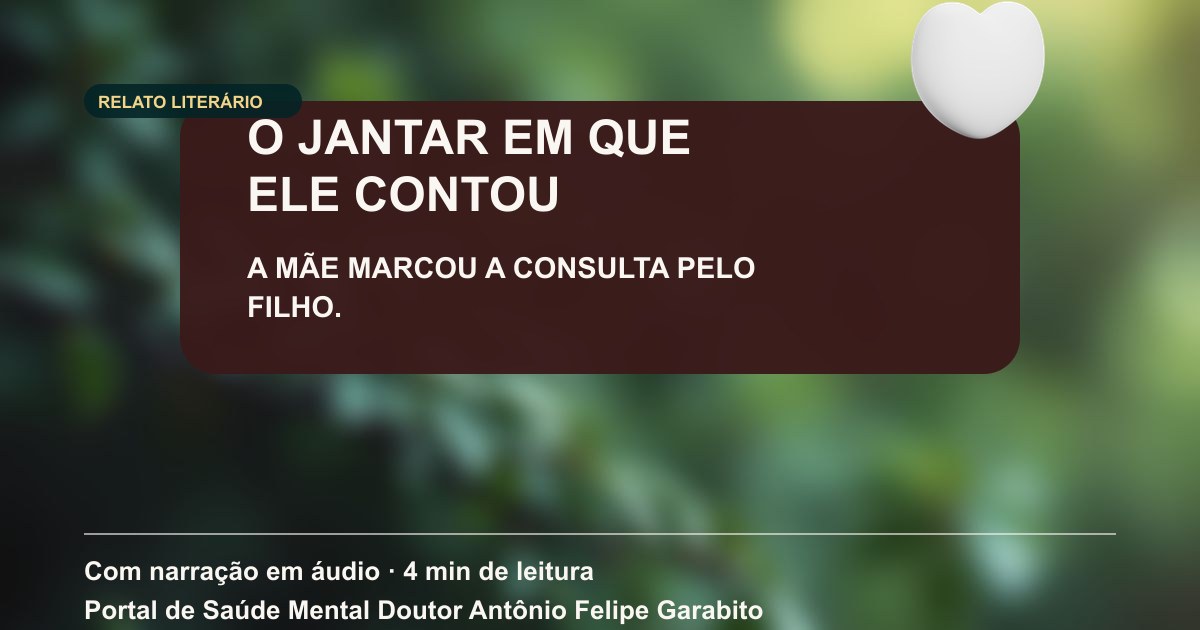 RELATO LITERÁRIO
O JANTAR EM QUE
ELE CONTOU
A MÃE MARCOU A CONSULTA PELO
FILHO.
Com narração em áudio · 4 min de leitura
Portal de Saúde Mental Doutor Antônio Felipe Garabito